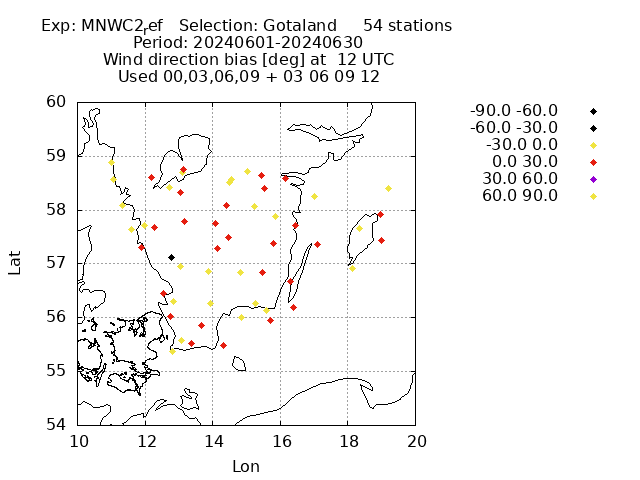 Exp: MNWC2ref   Selection: Gotaland     54 stations
Period: 20240601-20240630
Wind direction bias [deg] at  12 UTC
Used 00,03,06,09 + 03 06 09 12
-90.0 -60.0
-60.0 -30.0
-30.0 0.0
0.0 30.0
30.0 60.0
60.0 90.0
60
59
58
57
56
55
54
Lat
10 12 14 16 18 20
Lon